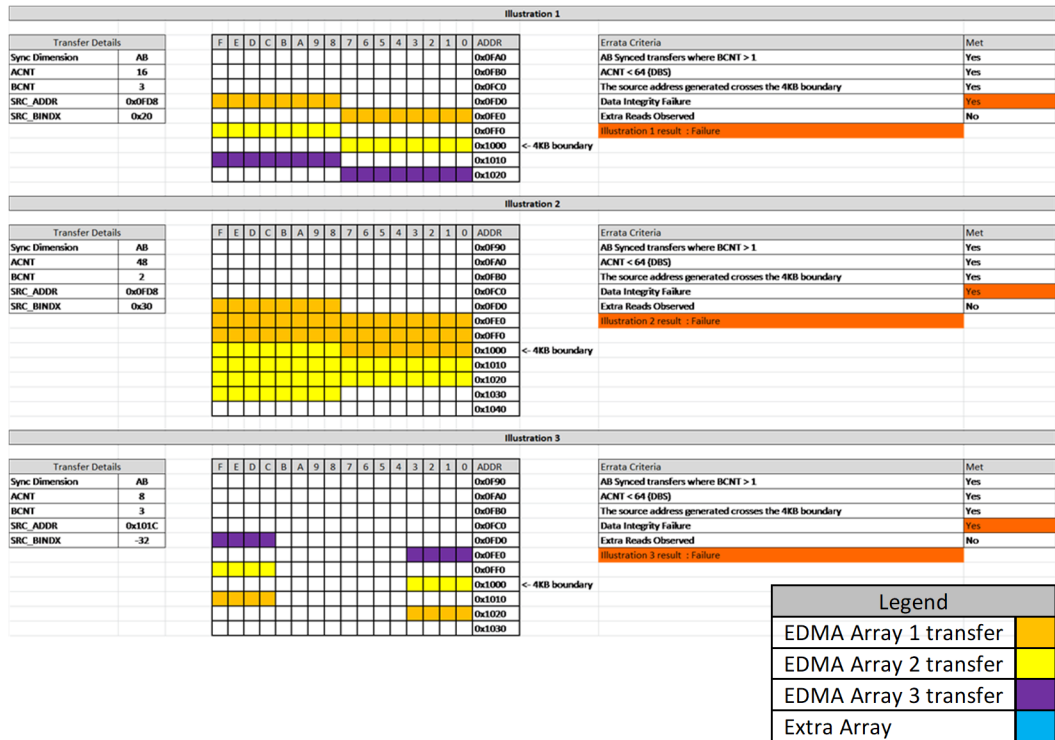 Illustration 1
Transfer Details F E D C B A 9 8 7 6 5 4 3 2 1 0 ADDR Errata Criteria Met
Sync Dimension AB 0x0FA0 AB Synced transfers where BCNT > 1 Yes
ACNT 16 0x0FB0 ACNT < 64 (DBS) Yes
BCNT 3 0x0FC0 The source address generated crosses the 4KB boundary Yes
SRC_ADDR 0x0FD8 0x0FD0 Data Integrity Failure Yes
SRC_BINDX 0x20 0x0FE0 Extra Reads Observed No
0x0FF0 Illustration 1 result : Failure
0x1000 <- 4KB boundary
0x1010
0x1020
Illustration 2
Transfer Details F E D C B A 9 8 7 6 5 4 3 2 1 0 ADDR Errata Criteria Met
Sync Dimension AB 0x0F90 AB Synced transfers where BCNT > 1 Yes
ACNT 48 0x0FA0 ACNT < 64 (DBS) Yes
BCNT 2 0x0FB0 The source address generated crosses the 4KB boundary Yes
SRC_ADDR 0x0FD8 0x0FC0 Data Integrity Failure Yes
SRC_BINDX 0x30 0x0FD0 Extra Reads Observed No
0x0FE0 Illustration 2 result : Failure
0x0FF0
0x1000 <- 4KB boundary
0x1010
0x1020
0x1030
0x1040
Illustration 3
Transfer Details F E D C B A 9 8 7 6 5 4 3 2 1 0 ADDR Errata Criteria Met
Sync Dimension AB 0x0F90 AB Synced transfers where BCNT > 1 Yes
ACNT 8 0x0FA0 ACNT < 64 (DBS) Yes
BCNT 3 0x0FB0 The source address generated crosses the 4KB boundary Yes
SRC_ADDR 0x101C 0x0FC0 Data Integrity Failure Yes
SRC_BINDX -32 0x0FD0 Extra Reads Observed No
0x0FE0 Illustration 3 result : Failure
0x0FF0
0x1000 <- 4KB boundary
0x1010
0x1020
0x1030
Legend
EDMA Array 1 transfer
EDMA Array 2 transfer
EDMA Array 3 transfer
Extra Array